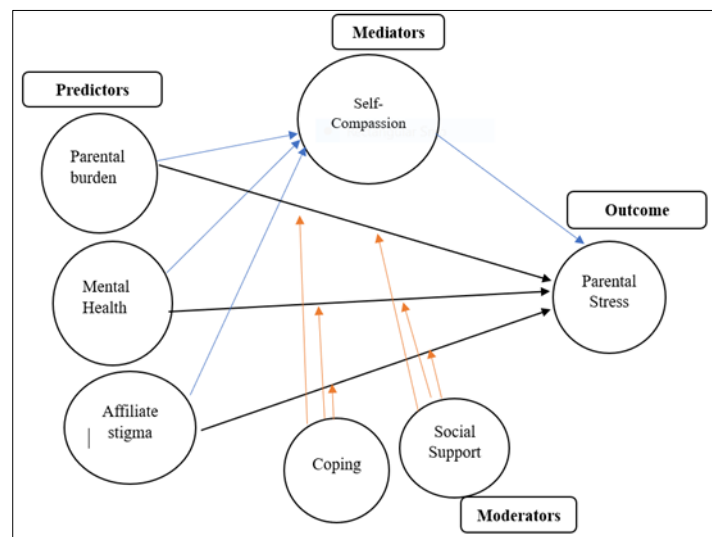 Mediators
Predictors
Self-
Compassion
Parental
burden
Outcome
Mental
Health
Parental
Stress
Affiliate
stigma
Coping
Social
Support
Moderators